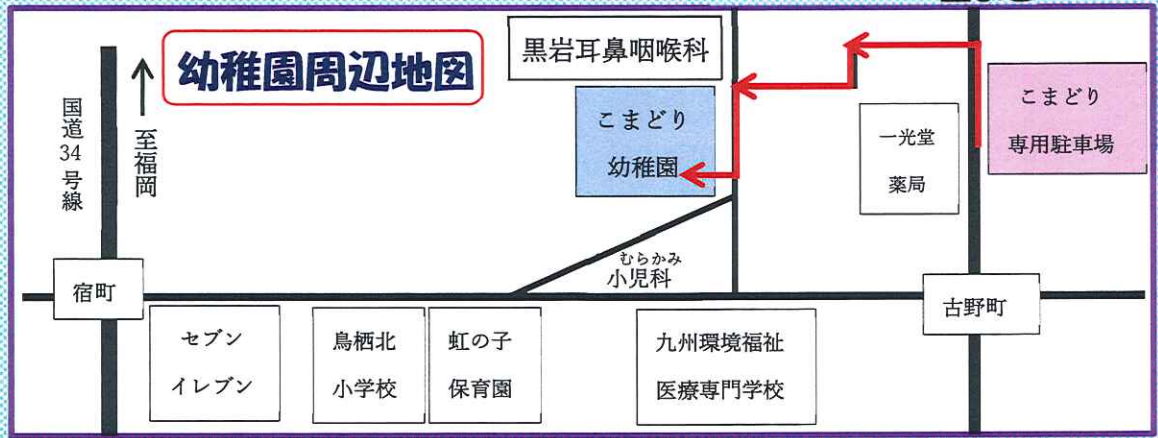 幼稚園周辺地図
国道34号線
至福岡
黒岩耳鼻咽喉科
こまどり
幼稚園
一光堂
薬局
こまどり
専用駐車場
むらかみ
小児科
宿町
古野町
セブン
イレブン
鳥栖北
小学校
虹の子
保育園
九州環境福祉
医療専門学校